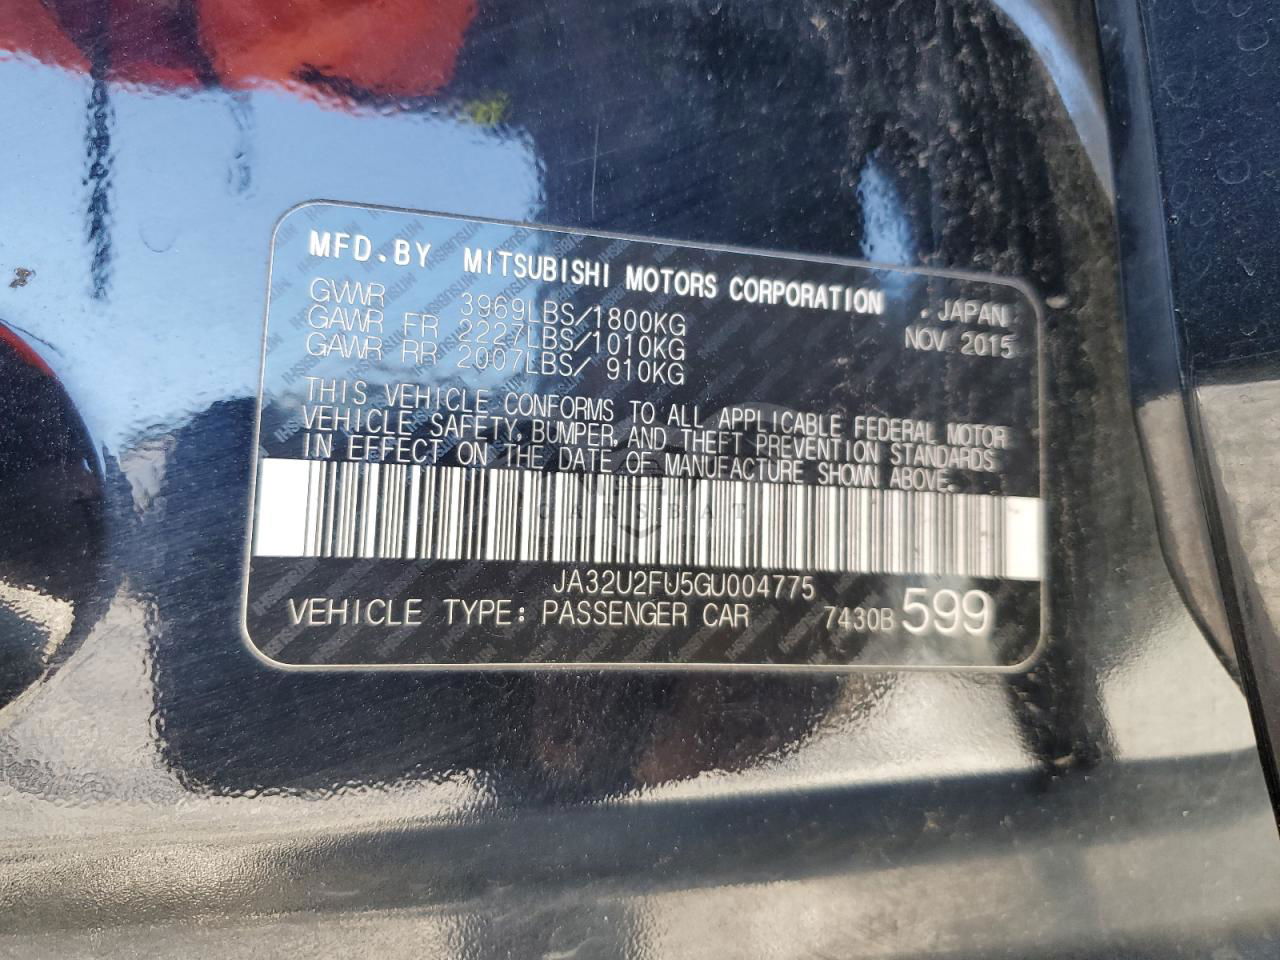 MFD.BY MITSUBISHI MOTORS CORPORATION . JAPAN
GVWR 3969LBS/1800KG NOV 2015
GAWR FR 2227LBS/1010KG
GAWR RR 2007LBS/ 910KG
THIS VEHICLE CONFORMS TO ALL APPLICABLE FEDERAL MOTOR
VEHICLE SAFETY, BUMPER, AND THEFT PREVENTION STANDARDS
IN EFFECT ON THE DATE OF MANUFACTURE SHOWN ABOVE.
CARSBAP
JA32U2FU5GU004775
VEHICLE TYPE: PASSENGER CAR 7430B 599